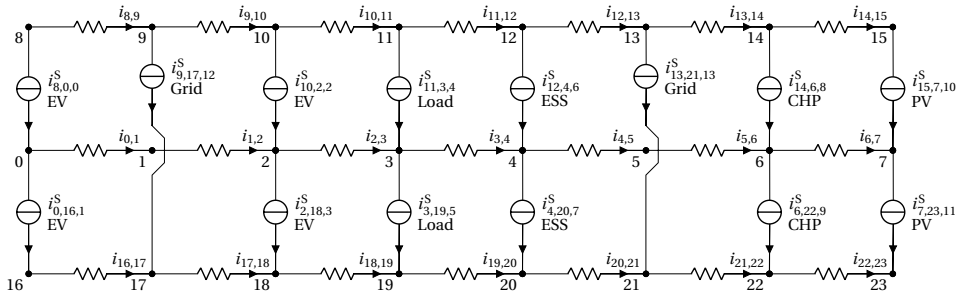 i8,9 i9,10 i10,11 i11,12 i12,13 i13,14 i14,15
8 9 10 11 12 13 14 15
iS8,0,0 iS9,17,12 iS10,2,2 iS11,3,4 iS12,4,6 iS13,21,13 iS14,6,8 iS15,7,10
EV Grid EV Load ESS Grid CHP PV
i0,1 i1,2 i2,3 i3,4 i4,5 i5,6 i6,7
0 1 2 3 4 5 6 7
iS0,16,1 iS2,18,3 iS3,19,5 iS4,20,7 iS6,22,9 iS7,23,11
EV EV Load ESS CHP PV
i16,17 i17,18 i18,19 i19,20 i20,21 i21,22 i22,23
16 17 18 19 20 21 22 23